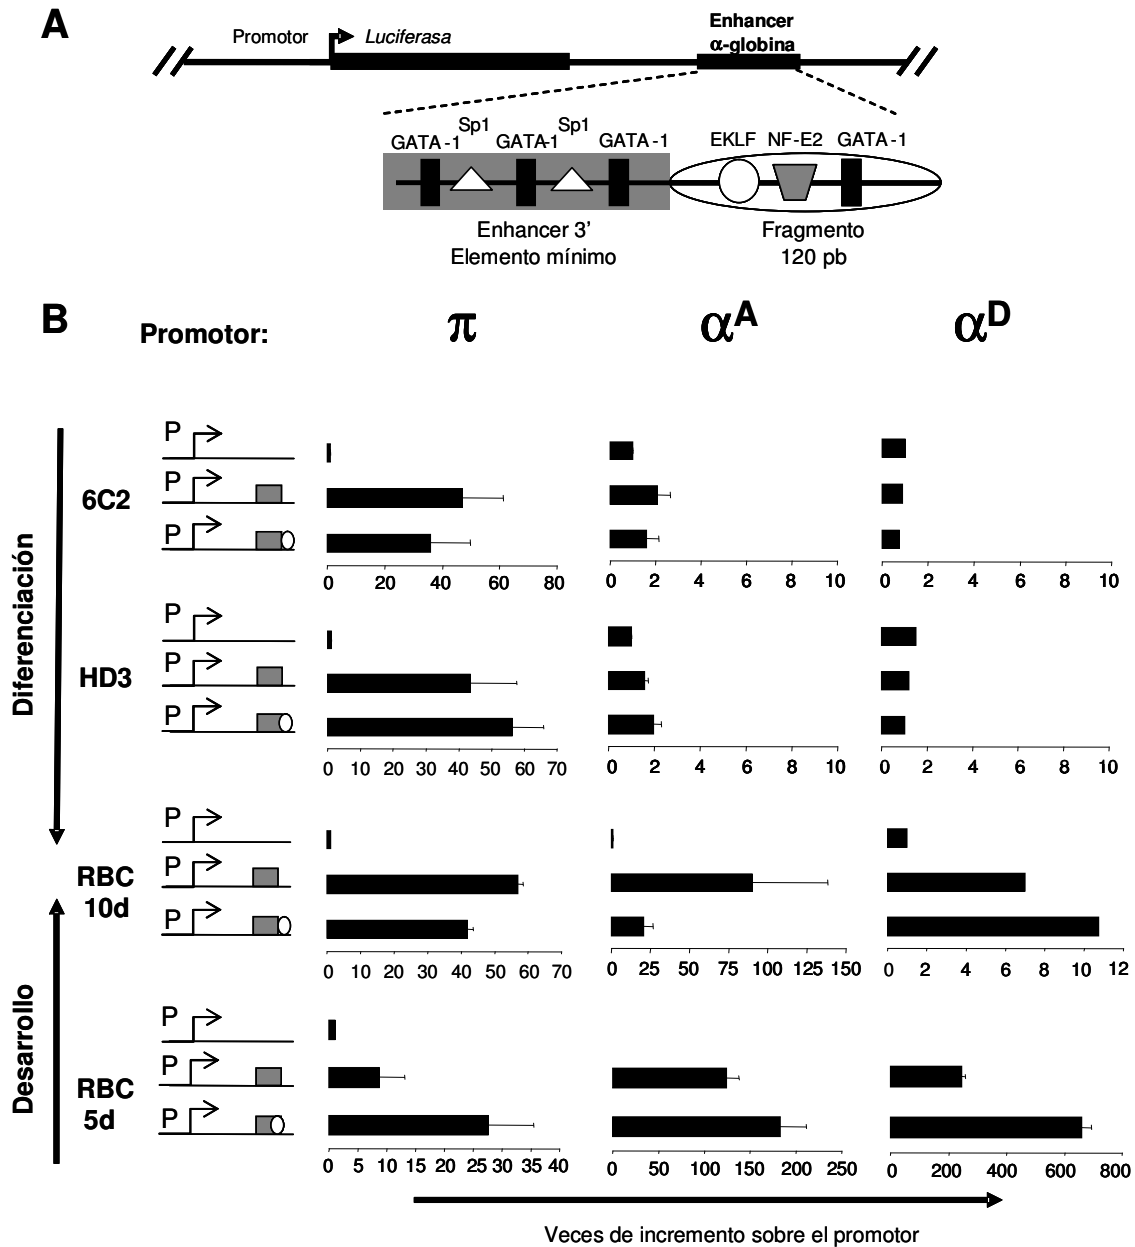 A
Promotor
Luciferasa
Enhancer
α-globina
Sp1
Sp1
GATA-1
GATA-1
GATA-1
EKLF
NF-E2
GATA-1
Enhancer 3’
Elemento mínimo
Fragmento
120 pb
B
Promotor:
π
αA
αD
Diferenciación
6C2
P
P
P
0 20 40 60 80
0 2 4 6 8 10
0 2 4 6 8 10
HD3
P
P
P
0 10 20 30 40 50 60 70
0 2 4 6 8 10
0 2 4 6 8 10
RBC
10d
P
P
P
0 10 20 30 40 50 60 70
0 25 50 75 100 125 150
0 2 4 6 8 10 12
Desarrollo
RBC
5d
P
P
P
0 5 10 15 20 25 30 35 40
0 50 100 150 200 250
0 200 400 600 800
Veces de incremento sobre el promotor